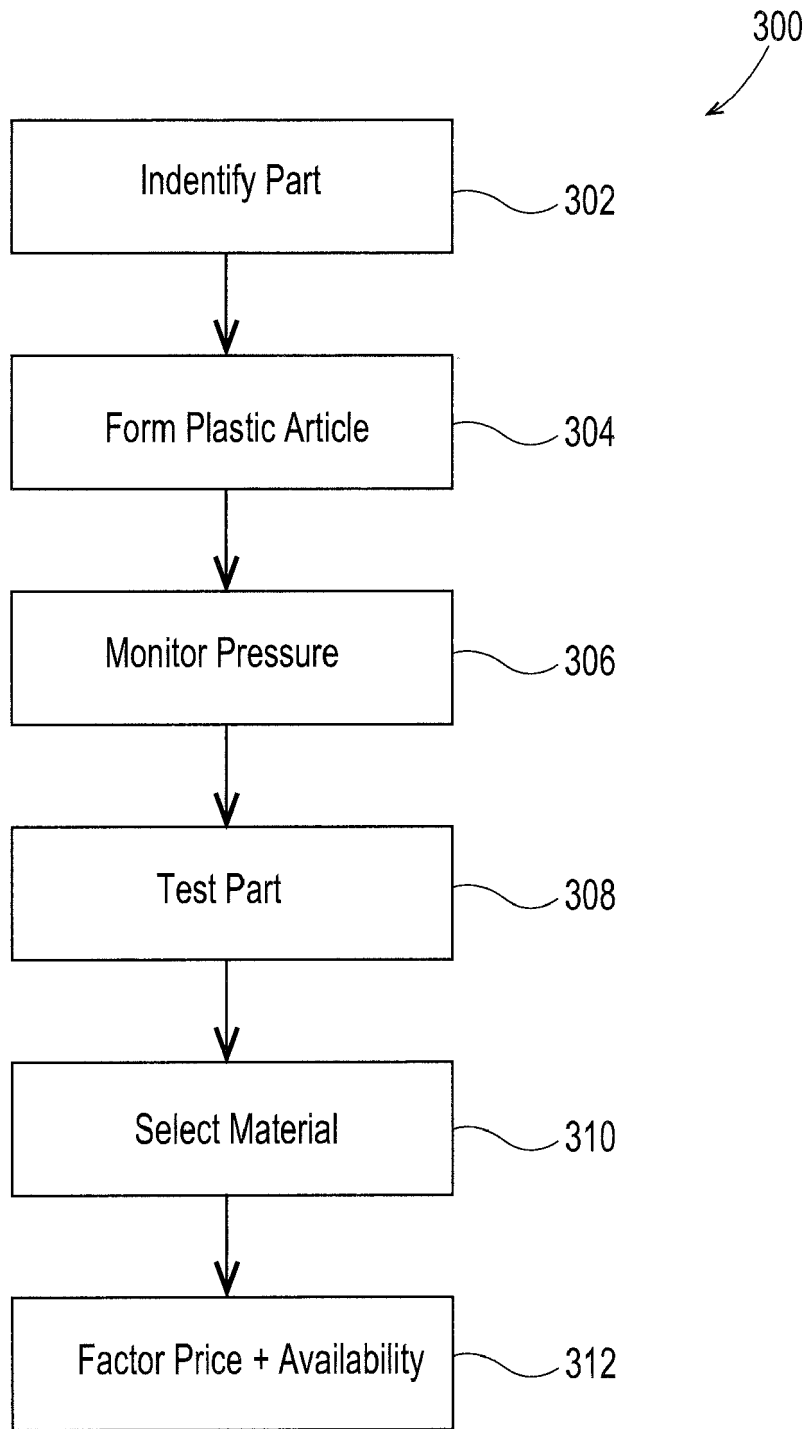 300
Indentify Part
302
Form Plastic Article
304
Monitor Pressure
306
Test Part
308
Select Material
310
Factor Price + Availability
312